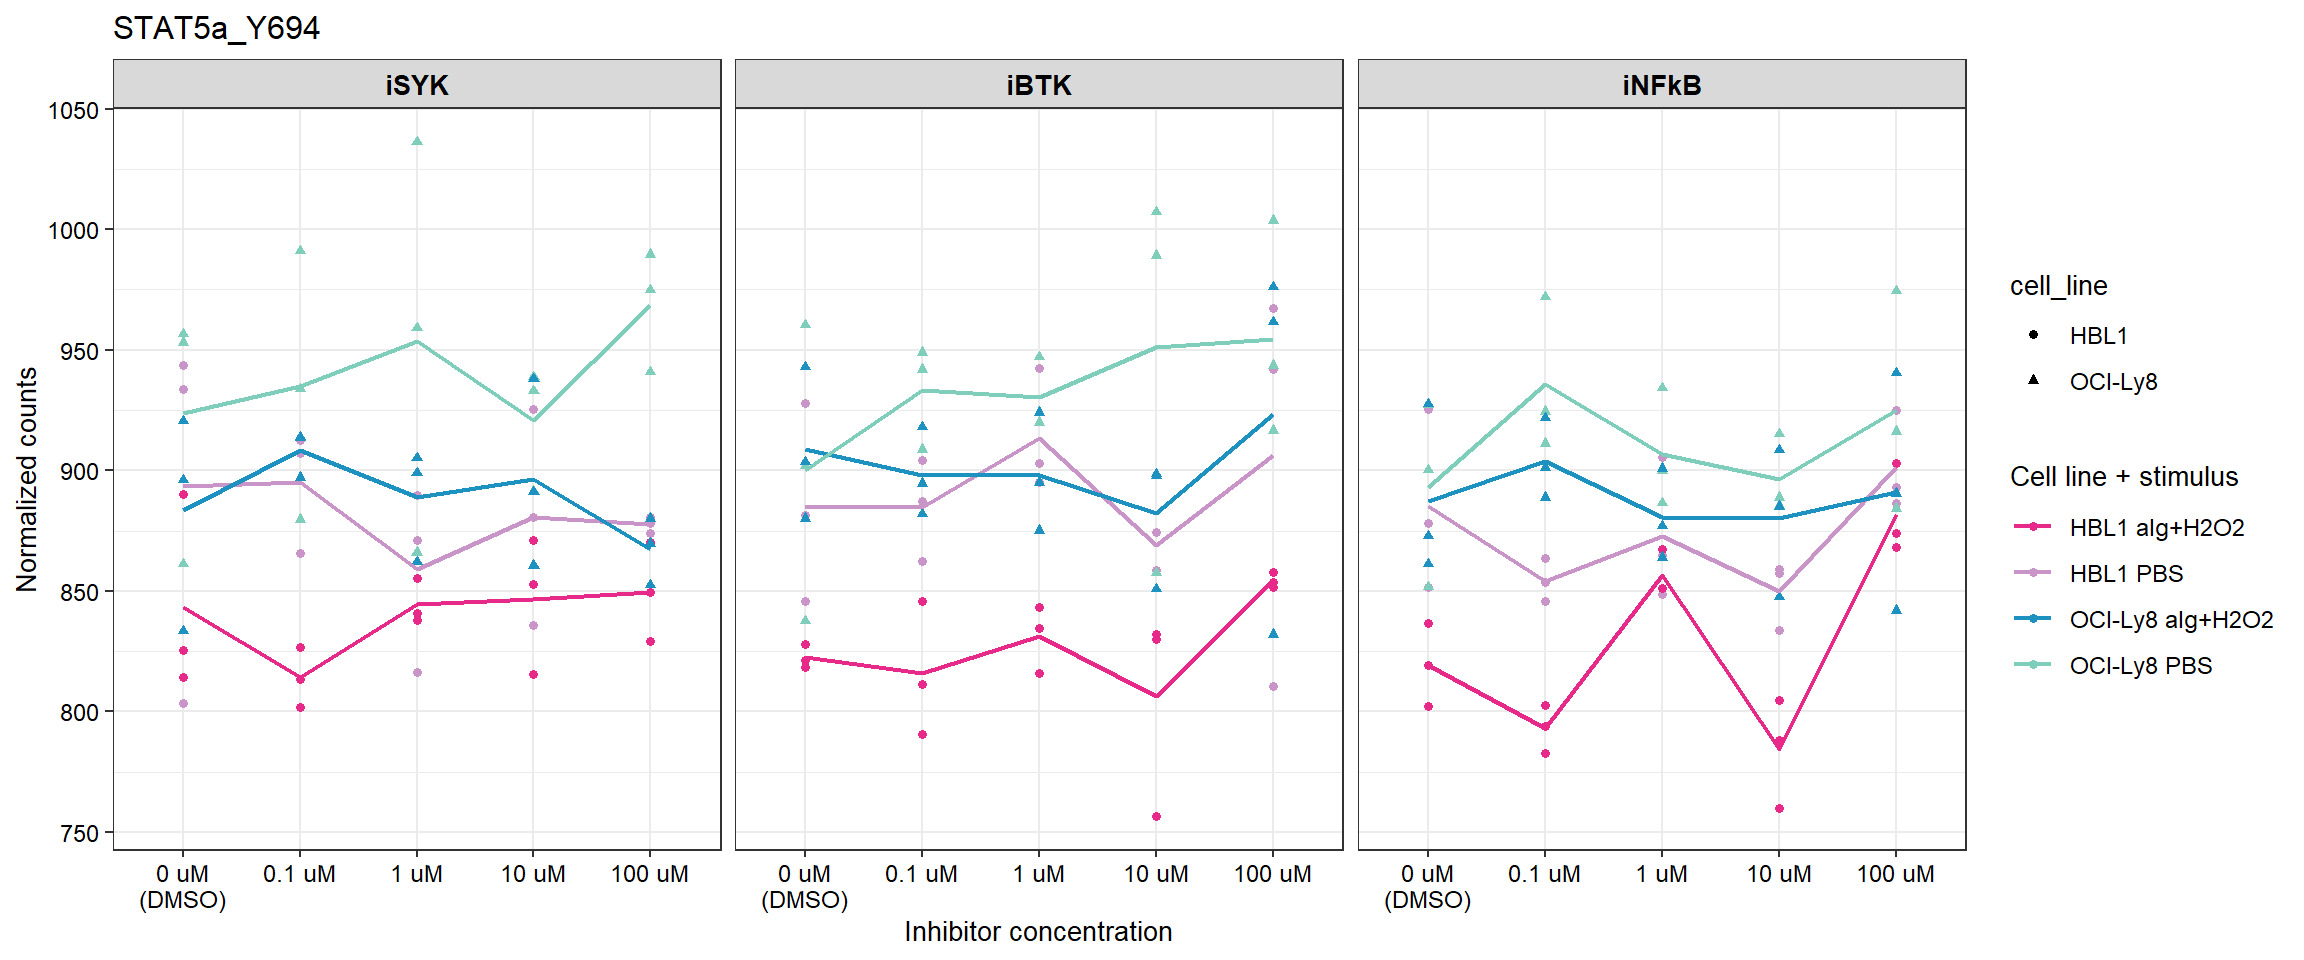 STAT5a_Y694
iSYK
iBTK
iNFkB
Normalized counts
1050
1000
950
900
850
800
750
0 uM
(DMSO)
0.1 uM
1 uM
10 uM
100 uM
0 uM
(DMSO)
0.1 uM
1 uM
10 uM
100 uM
0 uM
(DMSO)
0.1 uM
1 uM
10 uM
100 uM
Inhibitor concentration
cell_line
HBL1
OCI-Ly8
Cell line + stimulus
HBL1 aIg+H2O2
HBL1 PBS
OCI-Ly8 aIg+H2O2
OCI-Ly8 PBS